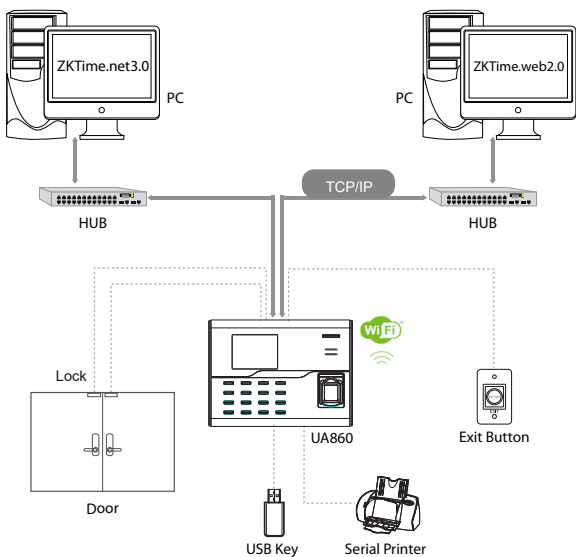 ZKTime.net3.0
ZKTime.web2.0
PC
PC
TCP/IP
HUB
HUB
WiFi
Lock
UA860
EXIT
Exit Button
Door
USB Key
Serial Printer